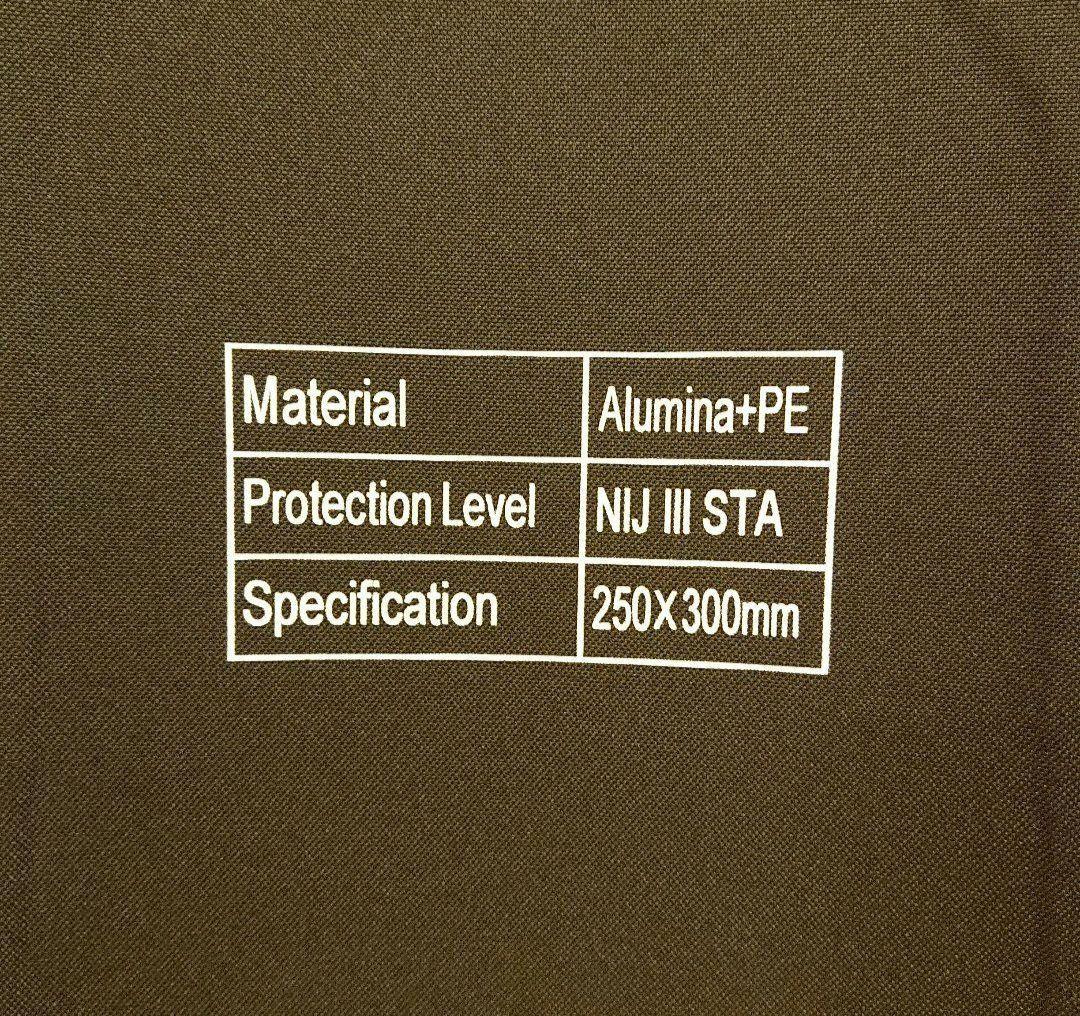 Material Alumina+PE
Protection Level NIJ III STA
Specification 250X300mm